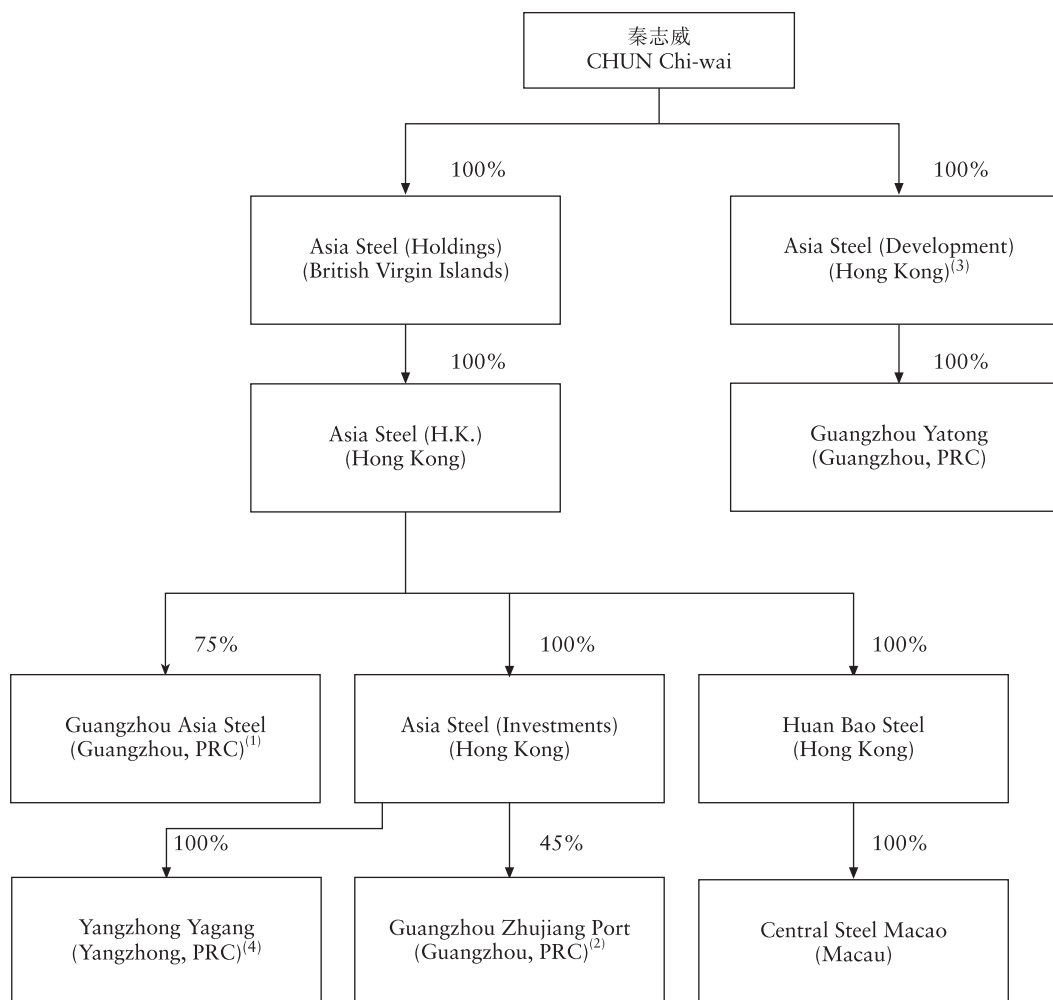 秦志威
CHUN Chi-wai
100%
100%
Asia Steel (Holdings)
(British Virgin Islands)
Asia Steel (Development)
(Hong Kong)(3)
100%
100%
Asia Steel (H.K.)
(Hong Kong)
Guangzhou Yatong
(Guangzhou, PRC)
75%
100%
100%
Guangzhou Asia Steel
(Guangzhou, PRC)(1)
Asia Steel (Investments)
(Hong Kong)
Huan Bao Steel
(Hong Kong)
100%
45%
100%
Yangzhong Yagang
(Yangzhong, PRC)(4)
Guangzhou Zhujiang Port
(Guangzhou, PRC)(2)
Central Steel Macao
(Macau)